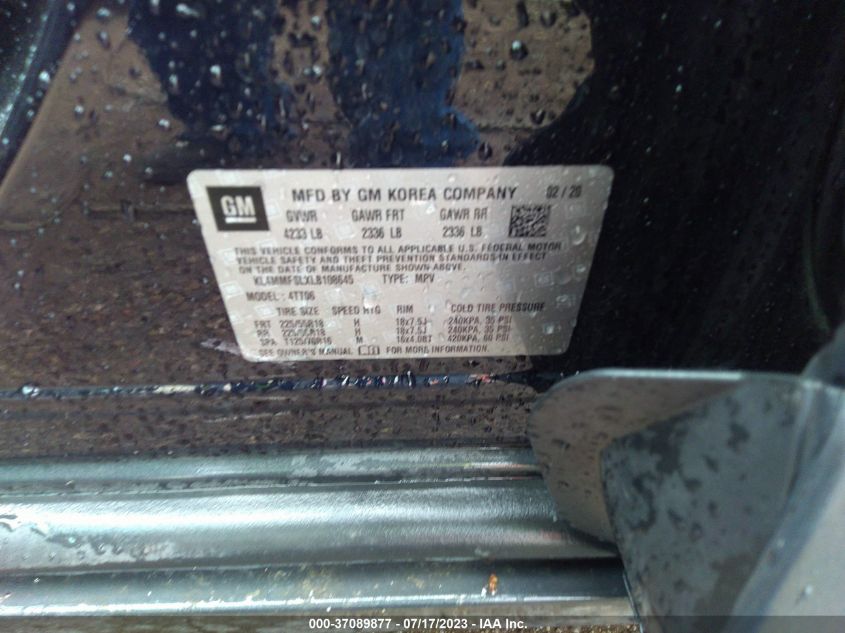 GM MFD BY GM KOREA COMPANY 02 / 20
GVWR GAWR FRT GAWR RR
4233 LB 2336 LB 2336 LB
THIS VEHICLE CONFORMS TO ALL APPLICABLE U.S. FEDERAL MOTOR
VEHICLE SAFETY AND THEFT PREVENTION STANDARDS IN EFFECT
ON THE DATE OF MANUFACTURE SHOWN ABOVE.
KL4MMFSLXLB108645 TYPE: MPV
MODEL: 4TT06
TIRE SIZE SPEED RTG RIM COLD TIRE PRESSURE
FRT 225/55R18 H 18x7.5J 240KPA, 35 PSI
RR 225/55R18 H 18x7.5J 240KPA, 35 PSI
SPA T125/70R16 M 16x4.0BT 420KPA, 60 PSI
SEE OWNER'S MANUAL FOR MORE INFORMATION.
000-37089877 - 07/17/2023 - IAA Inc.